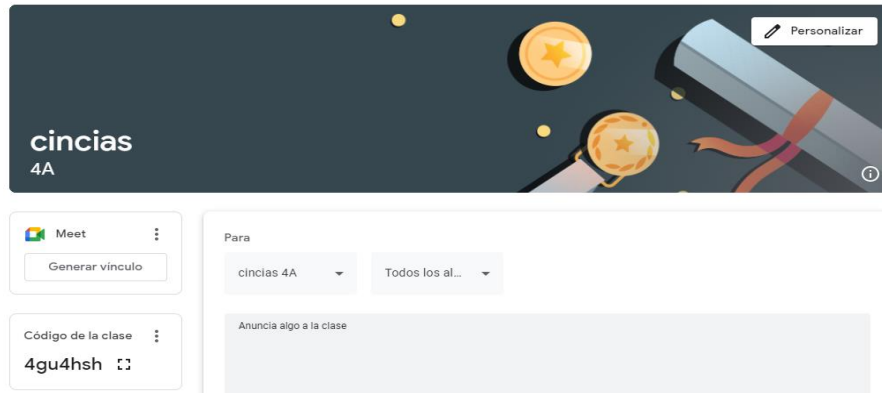 Personalizar
cincias
4A
Meet
Generar vínculo
Código de la clase
4gu4hsh
Para
cincias 4A
Todos los al...
Anuncia algo a la clase